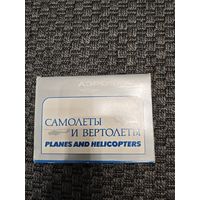 САМОЛЕТЫ
И ВЕРТОЛЕТЫ
PLANES AND HELICOPTERS